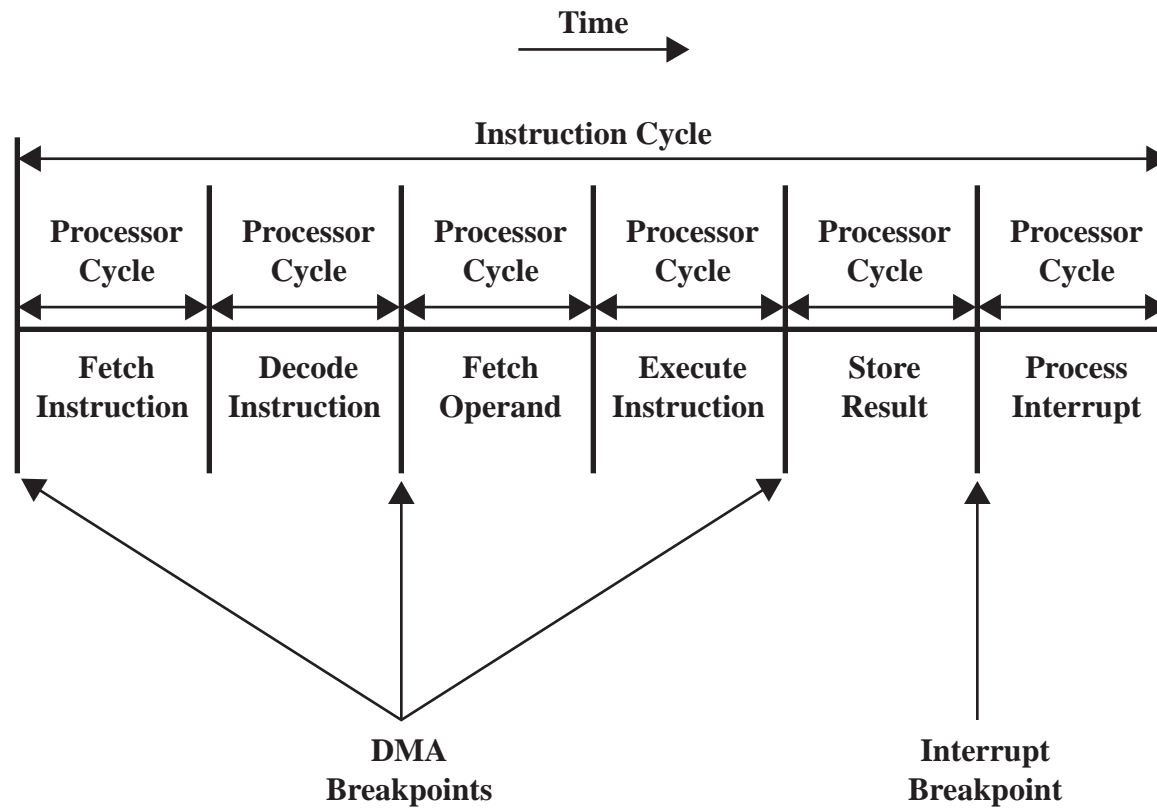 Time
Instruction Cycle
Processor Cycle
Processor Cycle
Processor Cycle
Processor Cycle
Processor Cycle
Processor Cycle
Fetch Instruction
Decode Instruction
Fetch Operand
Execute Instruction
Store Result
Process Interrupt
DMA Breakpoints
Interrupt Breakpoint